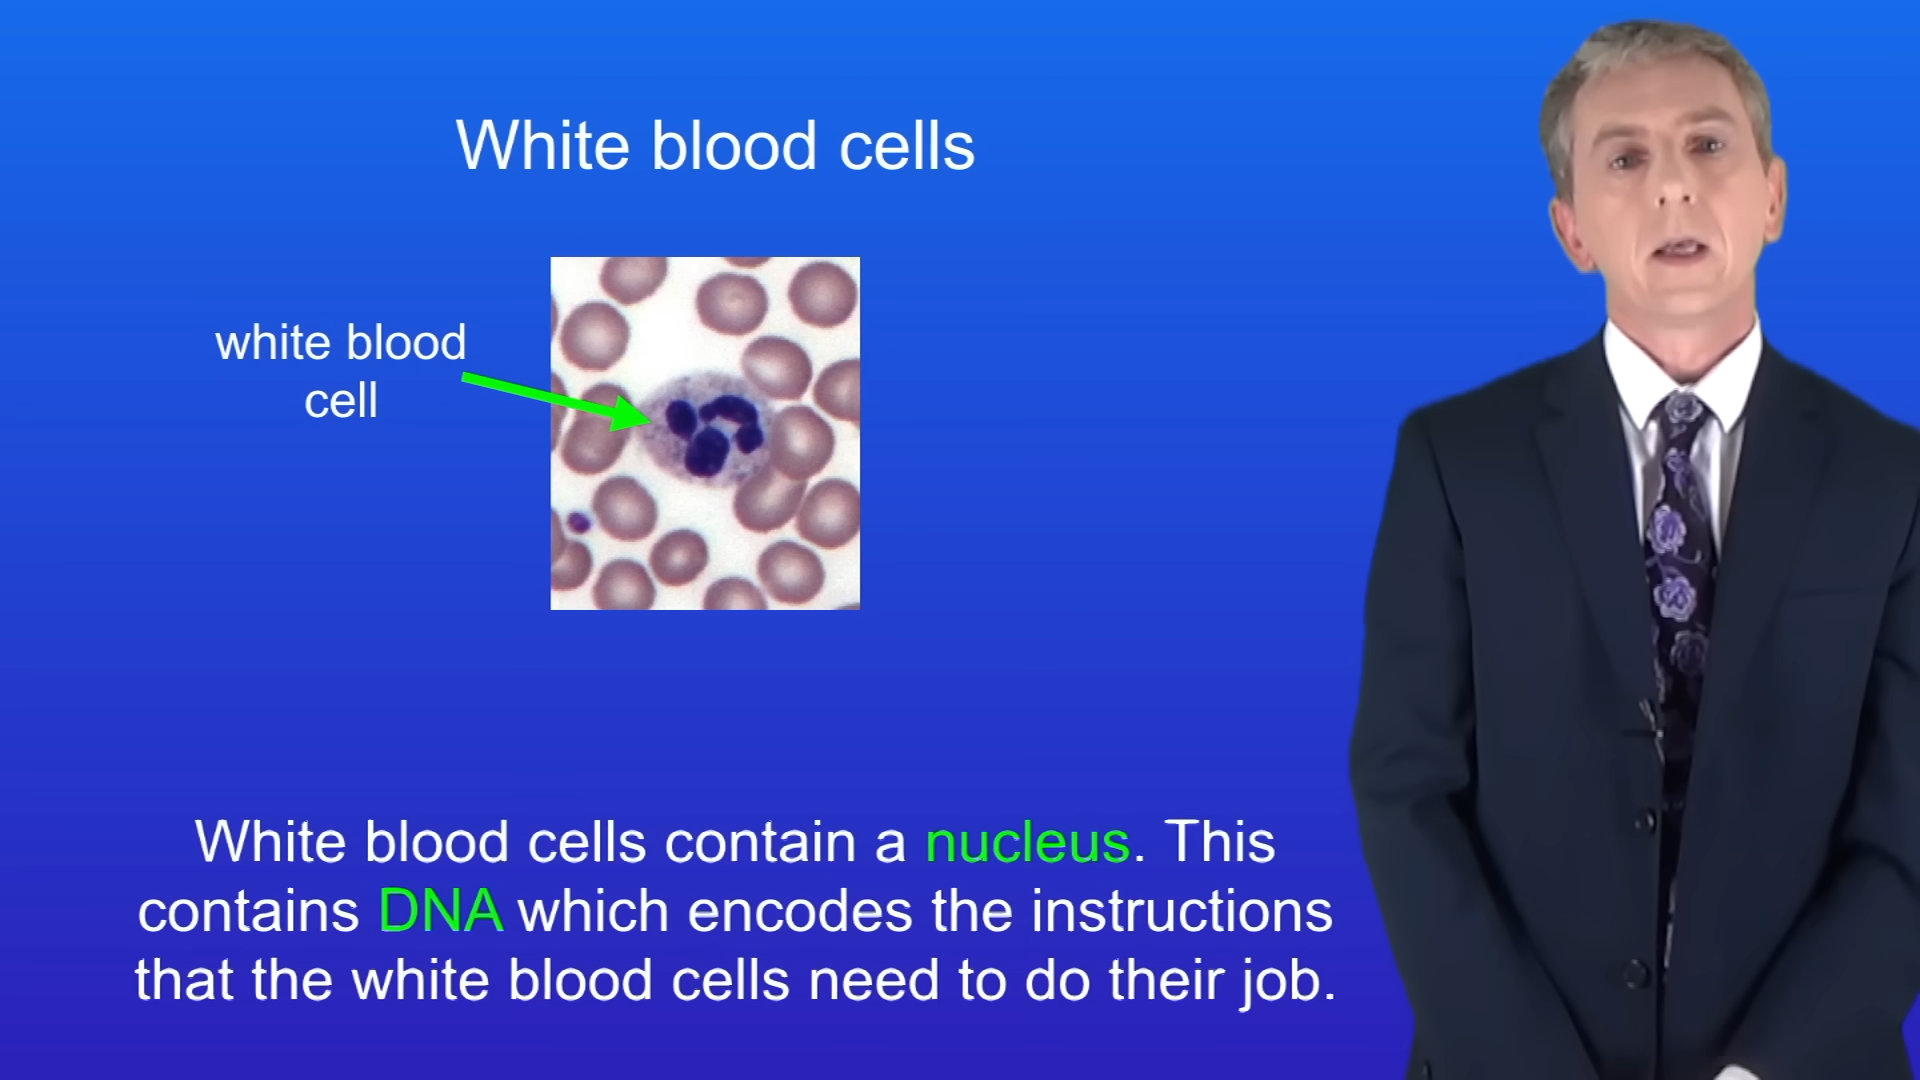 White blood cells
white blood
cell
White blood cells contain a nucleus. This
contains DNA which encodes the instructions
that the white blood cells need to do their job.